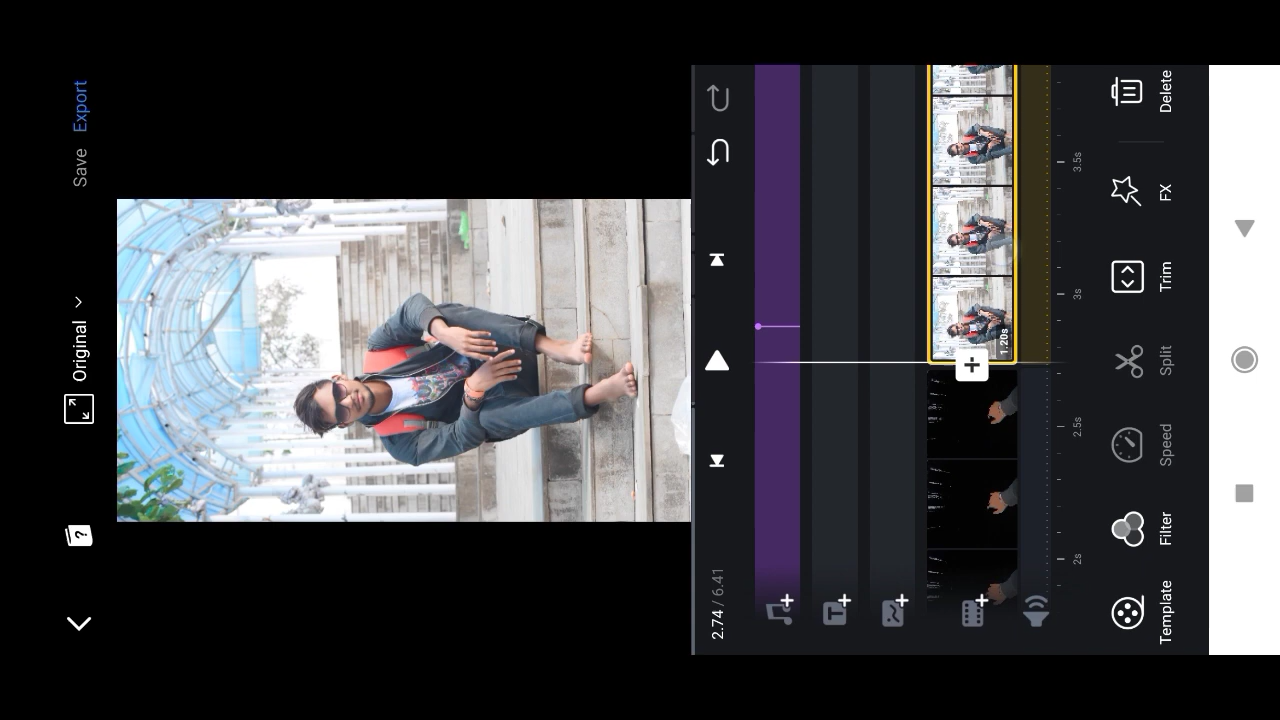 Original
Save
Export
2.74 / 6.41
1.20s
2s
2.5s
3s
3.5s
Template
Filter
Speed
Split
Trim
FX
Delete